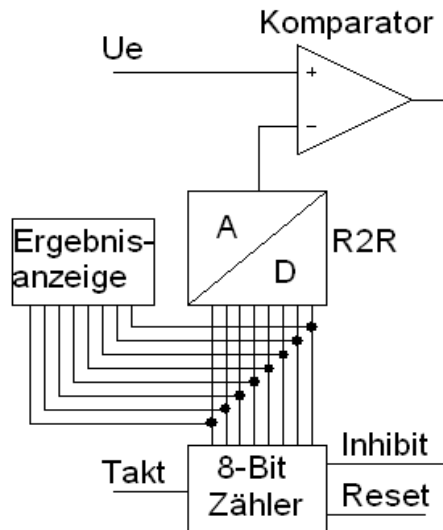 Komparator
Ue
+
−
A
D
R2R
Ergebnis-
anzeige
8-Bit
Zähler
Takt
Inhibit
Reset